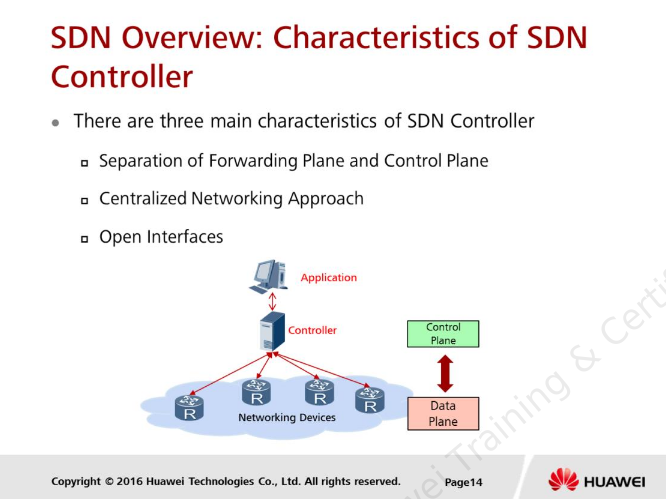 SDN Overview: Characteristics of SDN
Controller
There are three main characteristics of SDN Controller
Separation of Forwarding Plane and Control Plane
Centralized Networking Approach
Open Interfaces
Application
Controller
Control
Plane
R
R
R
R
Networking Devices
Data
Plane
Training & Certi
Copyright © 2016 Huawei Technologies Co., Ltd. All rights reserved.
Page14
HUAWEI